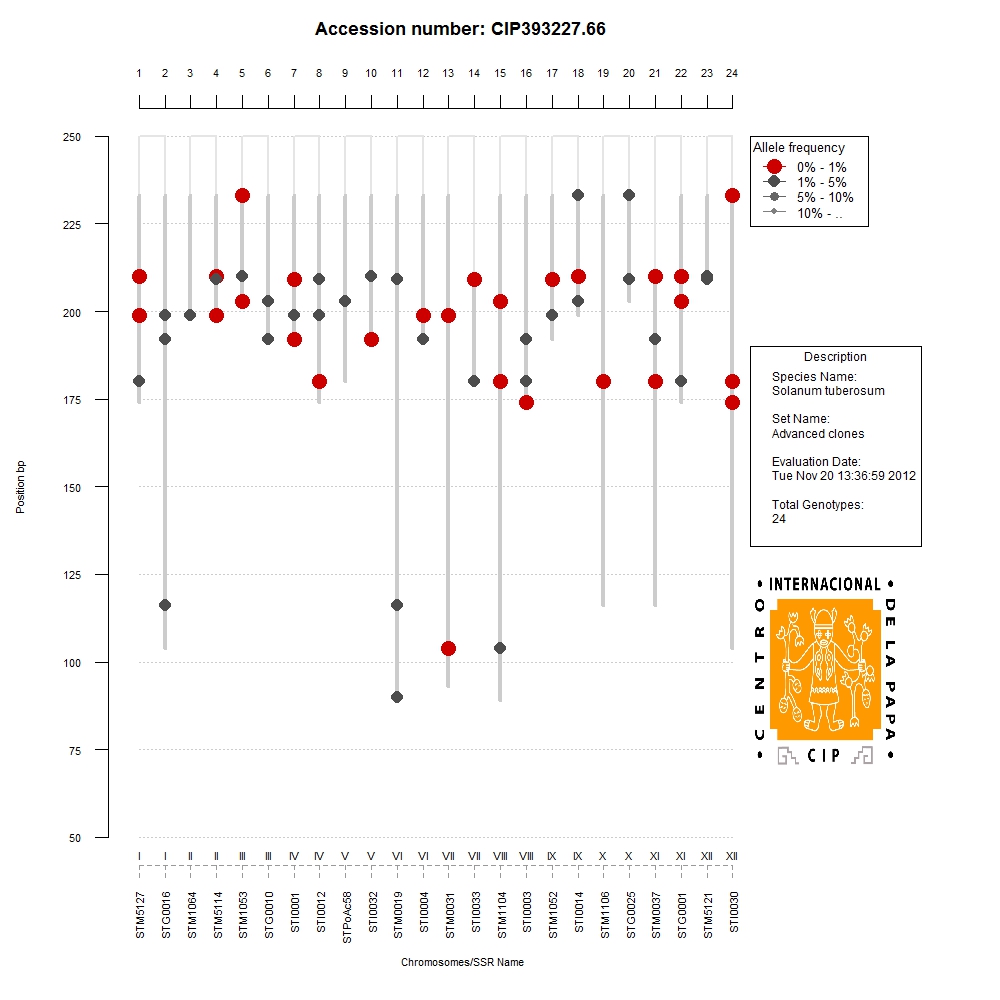 Accession number: CIP393227.66
1 2 3 4 5 6 7 8 9 10 11 12 13 14 15 16 17 18 19 20 21 22 23 24
250
225
200
175
150
125
100
75
50
Position bp
Allele frequency
0% - 1%
1% - 5%
5% - 10%
10% - ..
Description
Species Name:
Solanum tuberosum
Set Name:
Advanced clones
Evaluation Date:
Tue Nov 20 13:36:59 2012
Total Genotypes:
24
• INTERNACIONAL •
CENTRO
DE LA PAPA
• CIP •
I I II II III III IV IV V V VI VI VII VII VIII VIII IX IX X X XI XI XII XII
STM5127
STG0016
STM1064
STM5114
STM1053
STG0010
STI0001
STI0012
STPoAc58
STI0032
STM0019
STI0004
STM0031
STI0033
STM1104
STI0003
STM1052
STI0014
STM1106
STG0025
STM0037
STG0001
STM5121
STI0030
Chromosomes/SSR Name